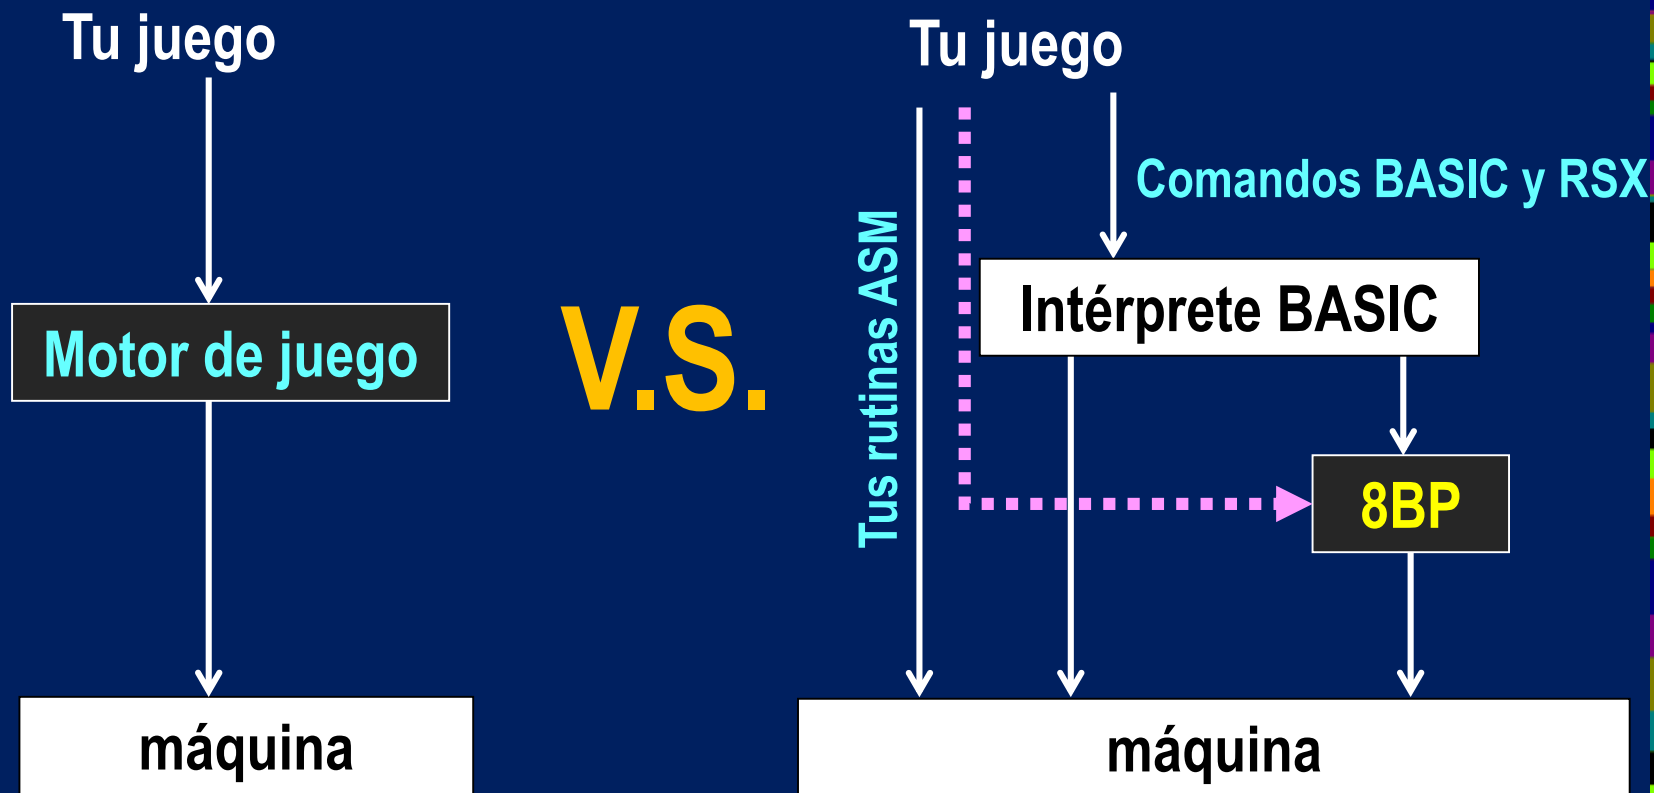 Tu juego
Motor de juego
máquina
V.S.
Tu juego
Comandos BASIC y RSX
Tus rutinas ASM
Intérprete BASIC
8BP
máquina